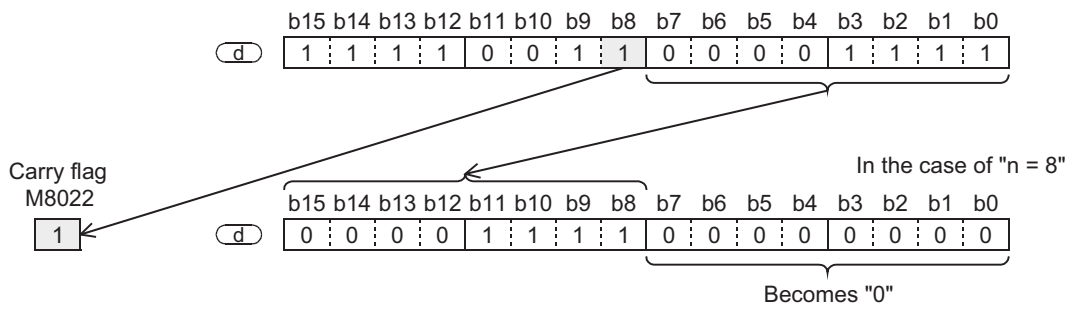 b15 b14 b13 b12 b11 b10 b9 b8 b7 b6 b5 b4 b3 b2 b1 b0
d 1 1 1 1 0 0 1 1 0 0 0 0 1 1 1 1
Carry flag
M8022
In the case of "n = 8"
b15 b14 b13 b12 b11 b10 b9 b8 b7 b6 b5 b4 b3 b2 b1 b0
1 d 0 0 0 0 1 1 1 1 0 0 0 0 0 0 0 0
Becomes "0"